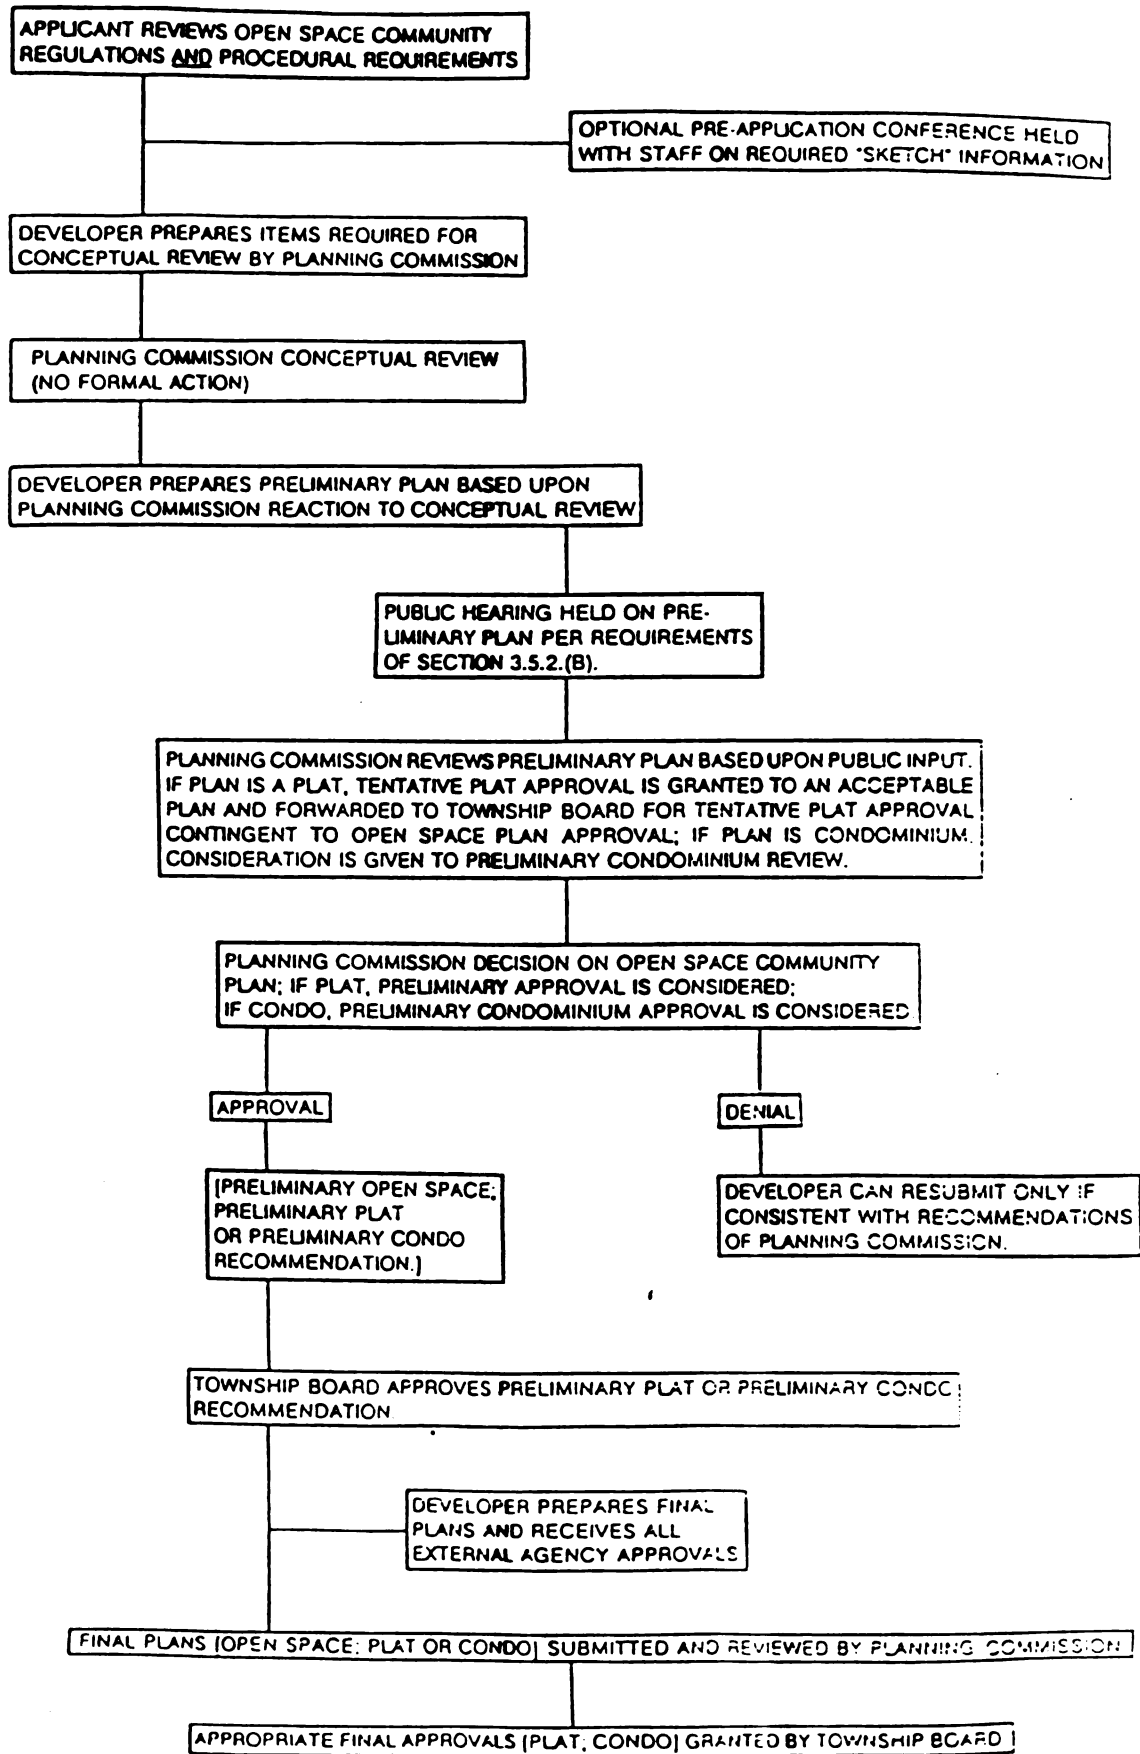 APPLICANT REVIEWS OPEN SPACE COMMUNITY
REGULATIONS AND PROCEDURAL REQUIREMENTS
OPTIONAL PRE-APPLICATION CONFERENCE HELD
WITH STAFF ON REQUIRED "SKETCH" INFORMATION
DEVELOPER PREPARES ITEMS REQUIRED FOR
CONCEPTUAL REVIEW BY PLANNING COMMISSION
PLANNING COMMISSION CONCEPTUAL REVIEW
(NO FORMAL ACTION)
DEVELOPER PREPARES PRELIMINARY PLAN BASED UPON
PLANNING COMMISSION REACTION TO CONCEPTUAL REVIEW
PUBLIC HEARING HELD ON PRE-
LIMINARY PLAN PER REQUIREMENTS
OF SECTION 3.5.2.(B).
PLANNING COMMISSION REVIEWS PRELIMINARY PLAN BASED UPON PUBLIC INPUT.
IF PLAN IS A PLAT, TENTATIVE PLAT APPROVAL IS GRANTED TO AN ACCEPTABLE
PLAN AND FORWARDED TO TOWNSHIP BOARD FOR TENTATIVE PLAT APPROVAL
CONTINGENT TO OPEN SPACE PLAN APPROVAL; IF PLAN IS CONDOMINIUM.
CONSIDERATION IS GIVEN TO PRELIMINARY CONDOMINIUM REVIEW.
PLANNING COMMISSION DECISION ON OPEN SPACE COMMUNITY
PLAN; IF PLAT, PRELIMINARY APPROVAL IS CONSIDERED;
IF CONDO, PRELIMINARY CONDOMINIUM APPROVAL IS CONSIDERED
APPROVAL
DENIAL
[PRELIMINARY OPEN SPACE;
PRELIMINARY PLAT
OR PRELIMINARY CONDO
RECOMMENDATION.]
DEVELOPER CAN RESUBMIT ONLY IF
CONSISTENT WITH RECOMMENDATIONS
OF PLANNING COMMISSION.
TOWNSHIP BOARD APPROVES PRELIMINARY PLAT OR PRELIMINARY CONDO
RECOMMENDATION
DEVELOPER PREPARES FINAL
PLANS AND RECEIVES ALL
EXTERNAL AGENCY APPROVALS
FINAL PLANS [OPEN SPACE; PLAT OR CONDO] SUBMITTED AND REVIEWED BY PLANNING COMMISSION
APPROPRIATE FINAL APPROVALS [PLAT; CONDO] GRANTED BY TOWNSHIP BOARD